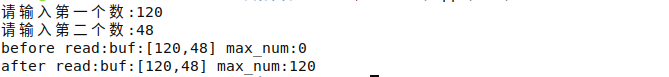 请输入第一个数:120
请输入第二个数:48
before read:buf:[120,48] max_num:0
after read:buf:[120,48] max_num:120